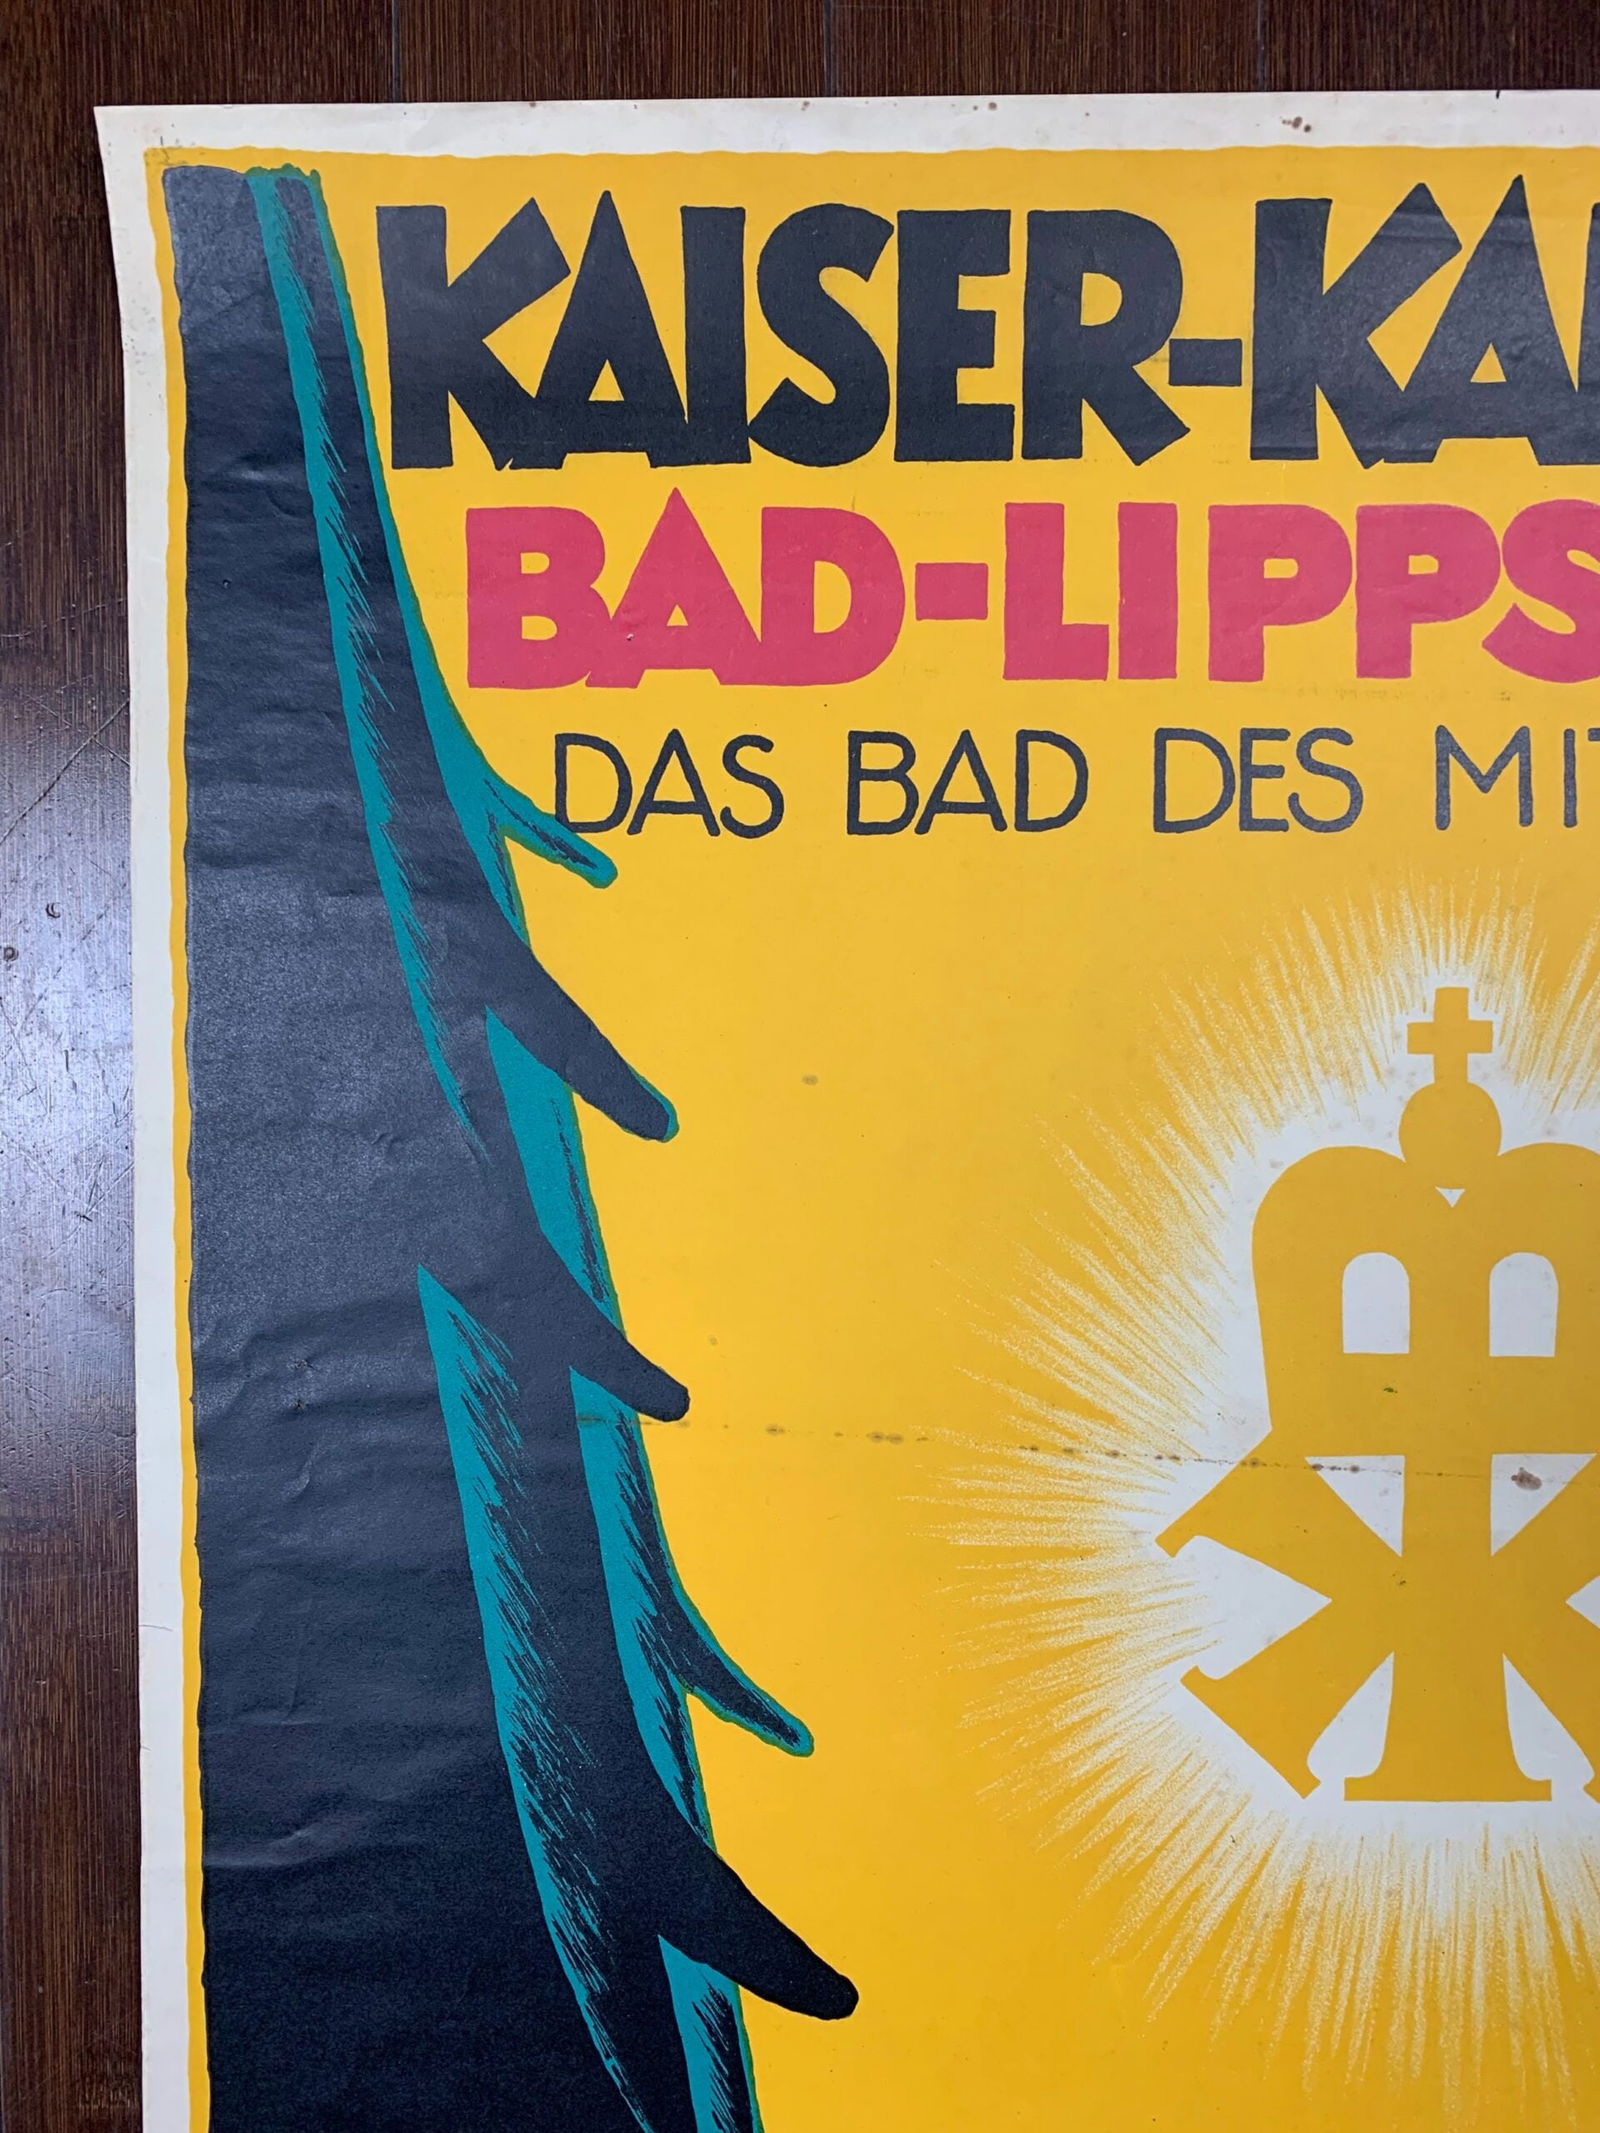 KAISER-KA
BAD-LIPPS
DAS BAD DES MIT